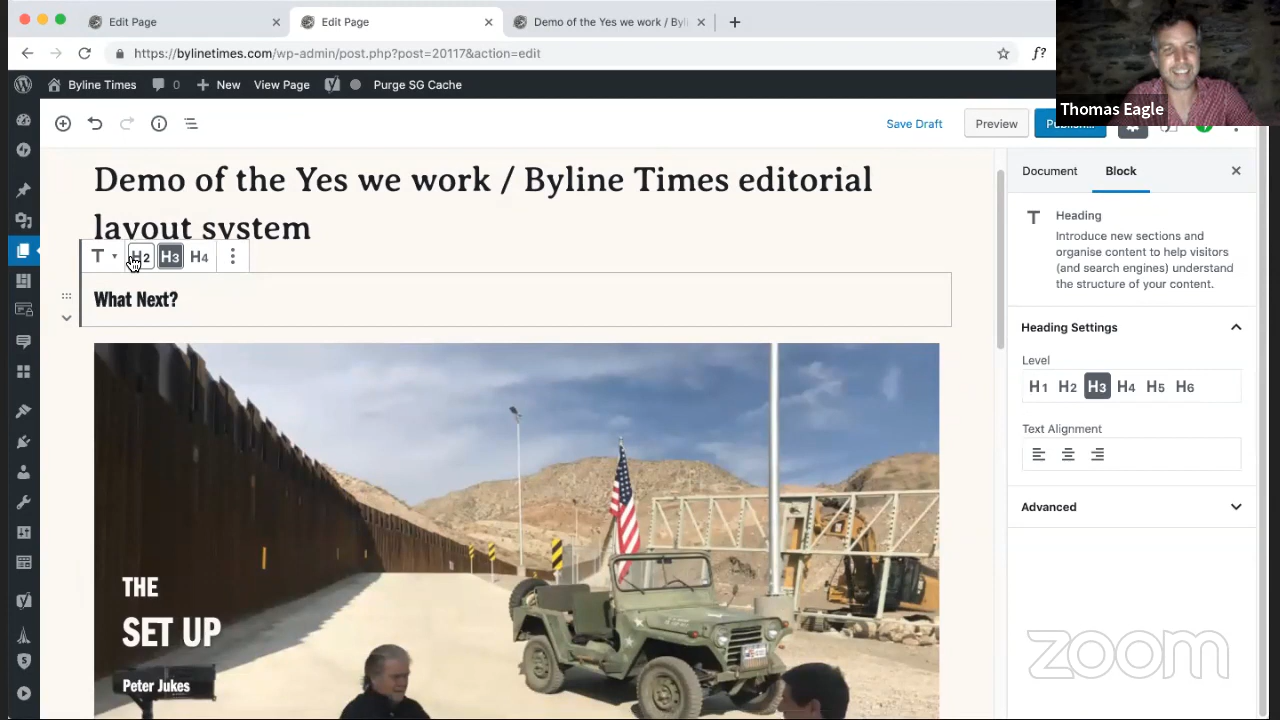 Edit Page
Edit Page
Demo of the Yes we work / Byli
https://bylinetimes.com/wp-admin/post.php?post=20117&action=edit
f?
Thomas Eagle
Byline Times
0
New
View Page
Purge SG Cache
Save Draft
Preview
Publish...
Demo of the Yes we work / Byline Times editorial
layout system
T
H2
H3
H4
What Next?
THE
SET UP
Peter Jukes
Document
Block
T
Heading
Introduce new sections and
organise content to help visitors
(and search engines) understand
the structure of your content.
Heading Settings
Level
H1 H2 H3 H4 H5 H6
Text Alignment
Advanced
zoom